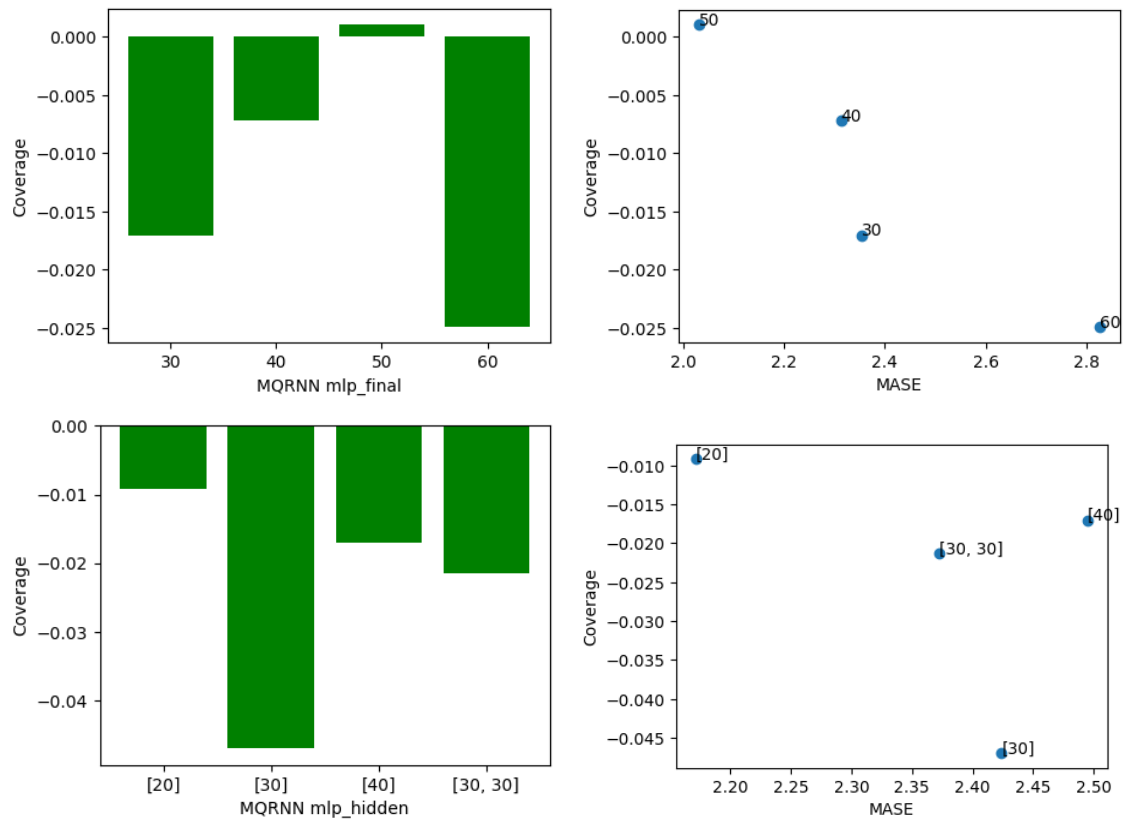 0.000
−0.005
−0.010
−0.015
−0.020
−0.025
Coverage
30 40 50 60
MQRNN mlp_final
0.000
−0.005
−0.010
−0.015
−0.020
−0.025
Coverage
50
40
30
60
2.0 2.2 2.4 2.6 2.8
MASE
0.00
−0.01
−0.02
−0.03
−0.04
Coverage
[20] [30] [40] [30, 30]
MQRNN mlp_hidden
−0.010
−0.015
−0.020
−0.025
−0.030
−0.035
−0.040
−0.045
Coverage
[20]
[40]
[30, 30]
[30]
2.20 2.25 2.30 2.35 2.40 2.45 2.50
MASE